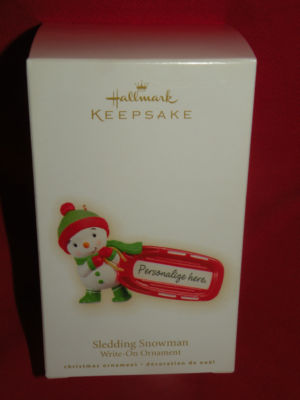 Hallmark
KEEPSAKE
Personalize here.
Sledding Snowman
Write-On Ornament
christmas ornament • décoration de noël